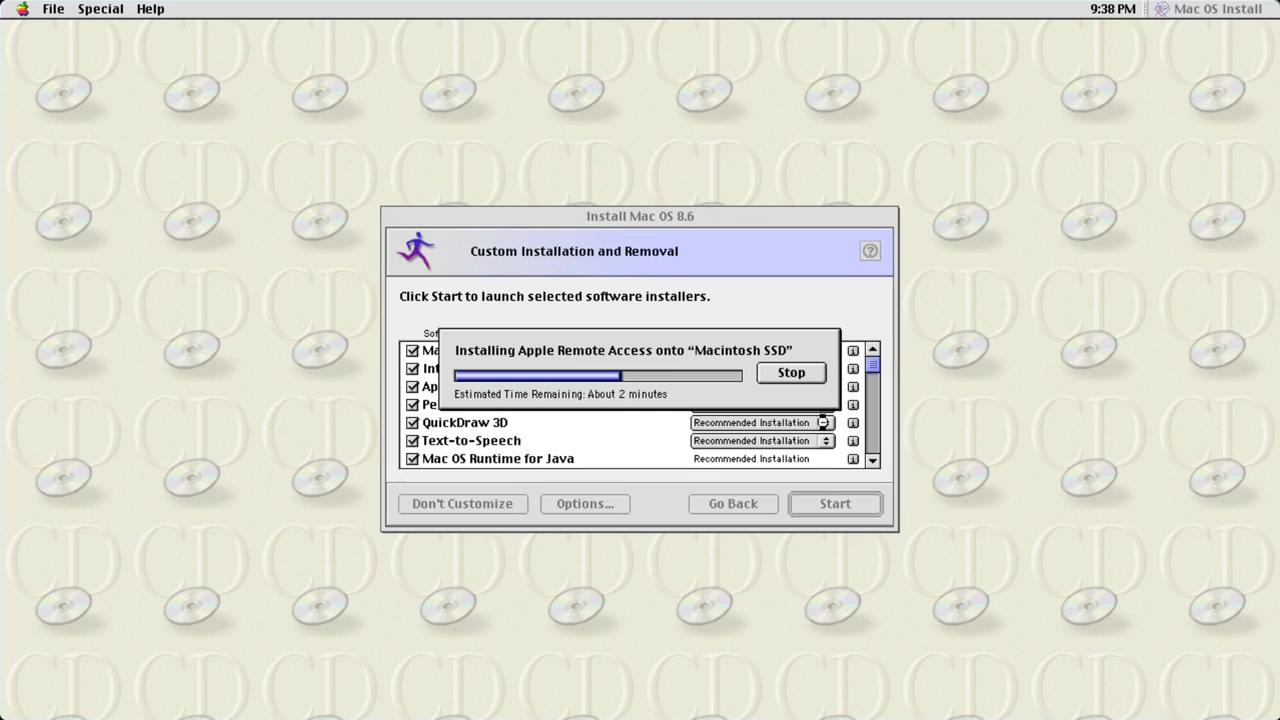 File Special Help 9:38 PM Mac OS Install
Install Mac OS 8.6
Custom Installation and Removal
Click Start to launch selected software installers.
Installing Apple Remote Access onto “Macintosh SSD”
Stop
Estimated Time Remaining: About 2 minutes
QuickDraw 3D Recommended Installation
Text-to-Speech Recommended Installation
Mac OS Runtime for Java Recommended Installation
Don't Customize Options... Go Back Start